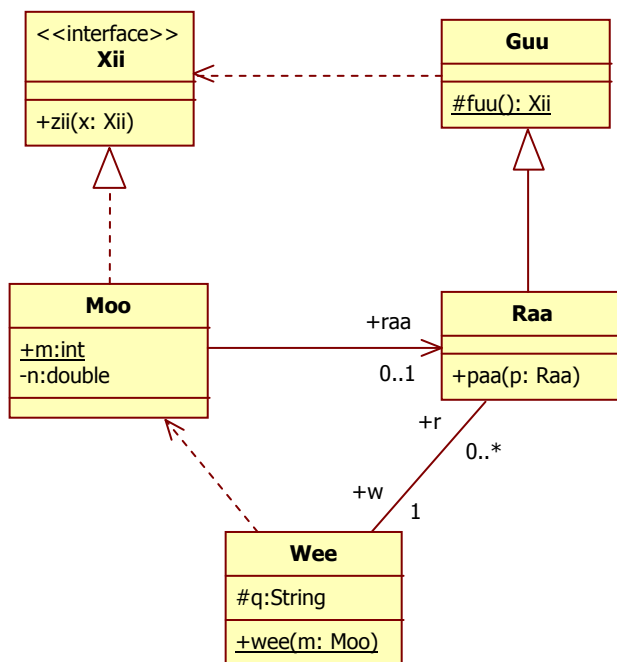 <<interface>>
Xii
+zii(x: Xii)
Guu
#fuu(): Xii
Moo
+m:int
-n:double
+raa
0..1
Raa
+paa(p: Raa)
+r
0..*
+w
1
Wee
#q:String
+wee(m: Moo)